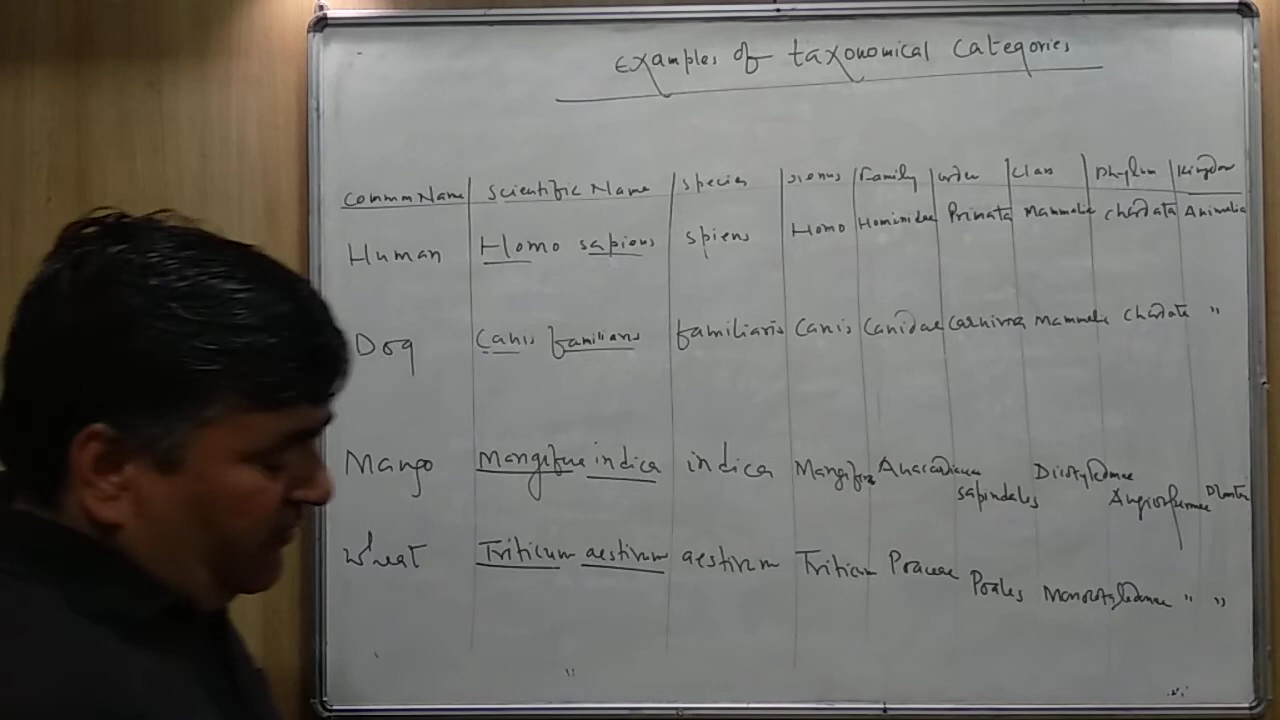 Examples of taxonomical Categories
Common Name Scientific Name Species Genus Family order Class Phylum Kingdom
Human Homo sapiens spiens Homo Hominidae Primata Mammalia chordata Animalia
Dog Canis familiaris familiaris Canis Canidae Carnivora Mammalia chordata "
Mango Mangifera indica indica Mangifera Anacardiaceae sapindales Dicotyledonae Angiospermae Plantae
Wheat Triticum aestivum aestivum Triticum Poaceae Poales Monocotyledonae " "